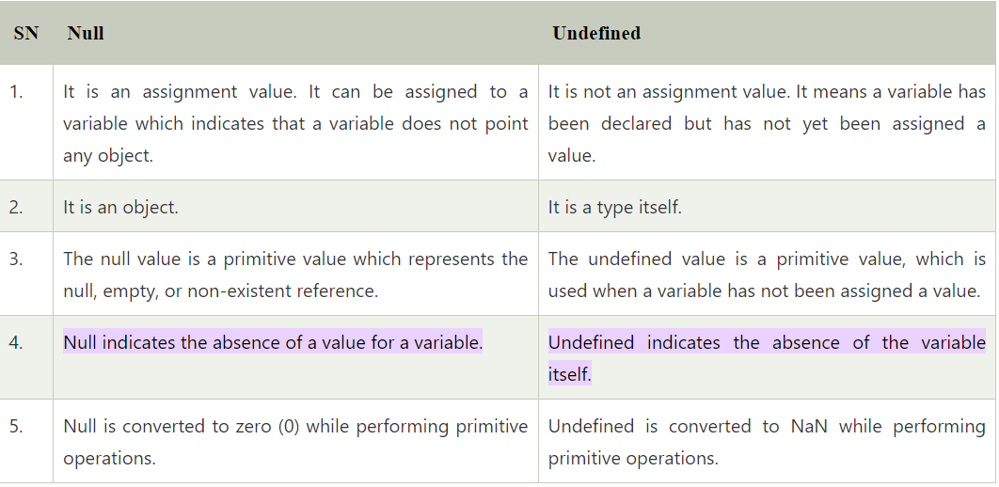 SN Null Undefined
1. It is an assignment value. It can be assigned to a
variable which indicates that a variable does not point
any object.
It is not an assignment value. It means a variable has
been declared but has not yet been assigned a
value.
2. It is an object. It is a type itself.
3. The null value is a primitive value which represents the
null, empty, or non-existent reference.
The undefined value is a primitive value, which is
used when a variable has not been assigned a value.
4. Null indicates the absence of a value for a variable.
Undefined indicates the absence of the variable
itself.
5. Null is converted to zero (0) while performing primitive
operations.
Undefined is converted to NaN while performing
primitive operations.